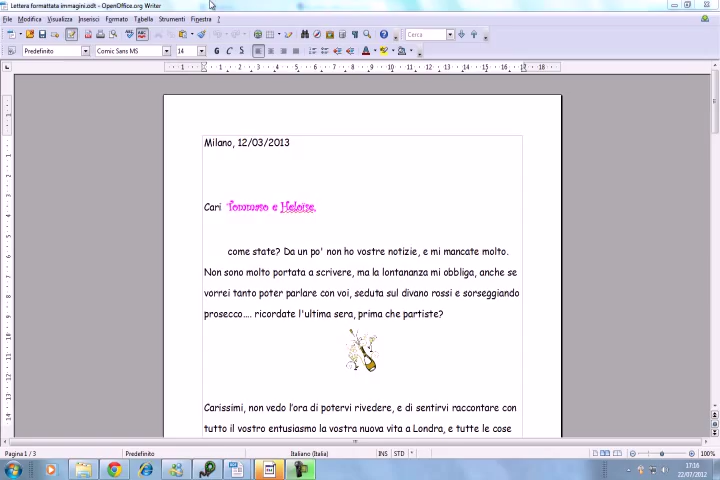 Lettera formattata immagini.odt - OpenOffice.org Writer
File Modifica Visualizza Inserisci Formato Tabella Strumenti Finestra ?
Cerca
Predefinito Comic Sans MS 14 G C S
Milano, 12/03/2013
Cari Tommaso e Heloise,
come state? Da un po' non ho vostre notizie, e mi mancate molto.
Non sono molto portata a scrivere, ma la lontananza mi obbliga, anche se
vorrei tanto poter parlare con voi, seduta sul divano rossi e sorseggiando
prosecco.... ricordate l'ultima sera, prima che partiste?
Carissimi, non vedo l'ora di potervi rivedere, e di sentirvi raccontare con
tutto il vostro entusiasmo la vostra nuova vita a Londra, e tutte le cose
Pagina 1 / 3 Predefinito Italiano (Italia) INS STD * 100%
17:16
22/07/2012